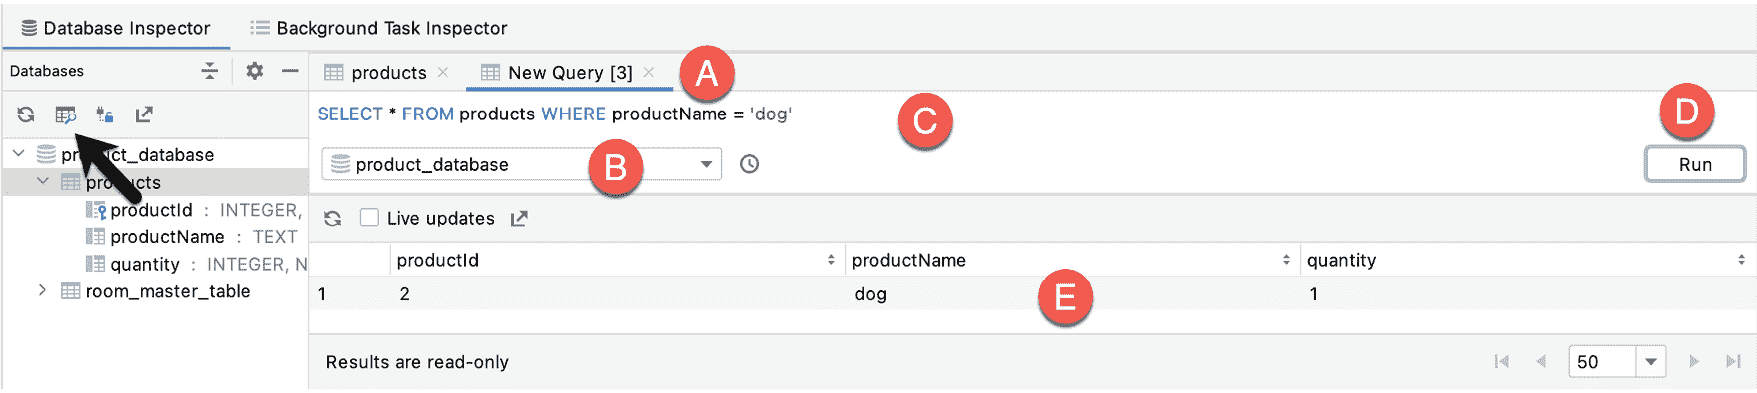 Database Inspector Background Task Inspector
Databases products New Query [3] A
SELECT * FROM products WHERE productName = 'dog' C D
product_database product_database B Run
products
productId : INTEGER, Live updates
productName : TEXT
quantity : INTEGER, N productId productName quantity
room_master_table 1 2 dog E 1
Results are read-only 50